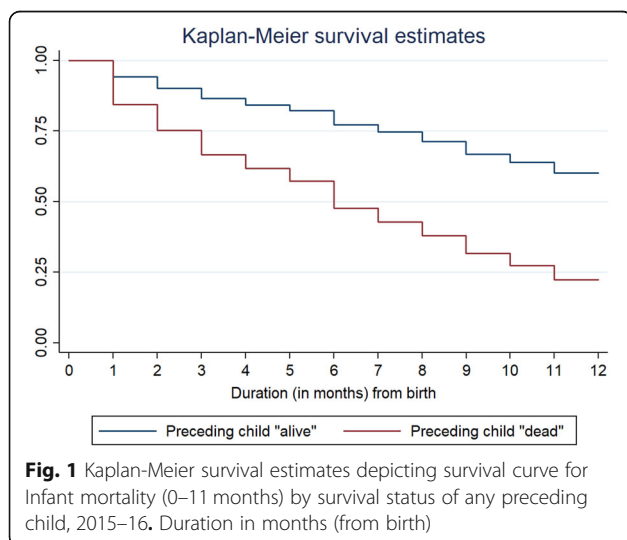 Kaplan-Meier survival estimates
1.00
0.75
0.50
0.25
0.00
0 1 2 3 4 5 6 7 8 9 10 11 12
Duration (in months) from birth
Preceding child "alive" Preceding child "dead"
Fig. 1 Kaplan-Meier survival estimates depicting survival curve for
Infant mortality (0–11 months) by survival status of any preceding
child, 2015–16. Duration in months (from birth)